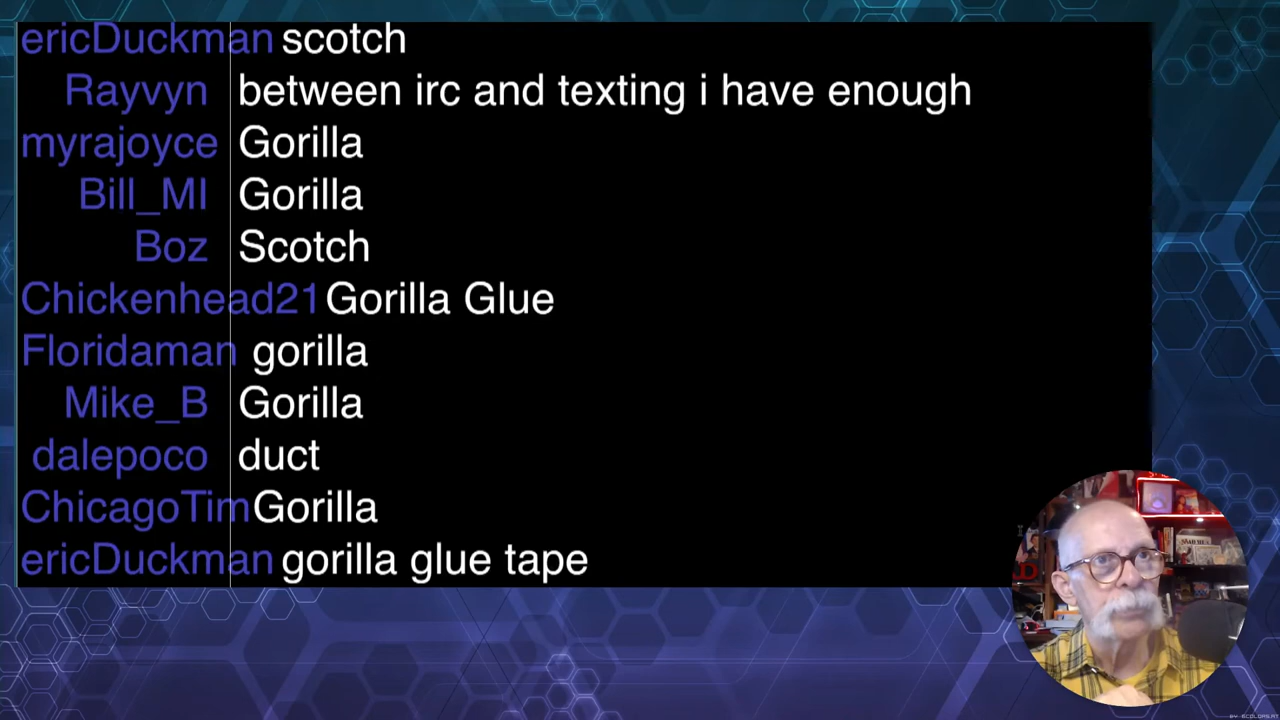 ericDuckman scotch
Rayvyn between irc and texting i have enough
myrajoyce Gorilla
Bill_MI Gorilla
Boz Scotch
Chickenhead21 Gorilla Glue
Floridaman gorilla
Mike_B Gorilla
dalepoco duct
ChicagoTim Gorilla
ericDuckman gorilla glue tape